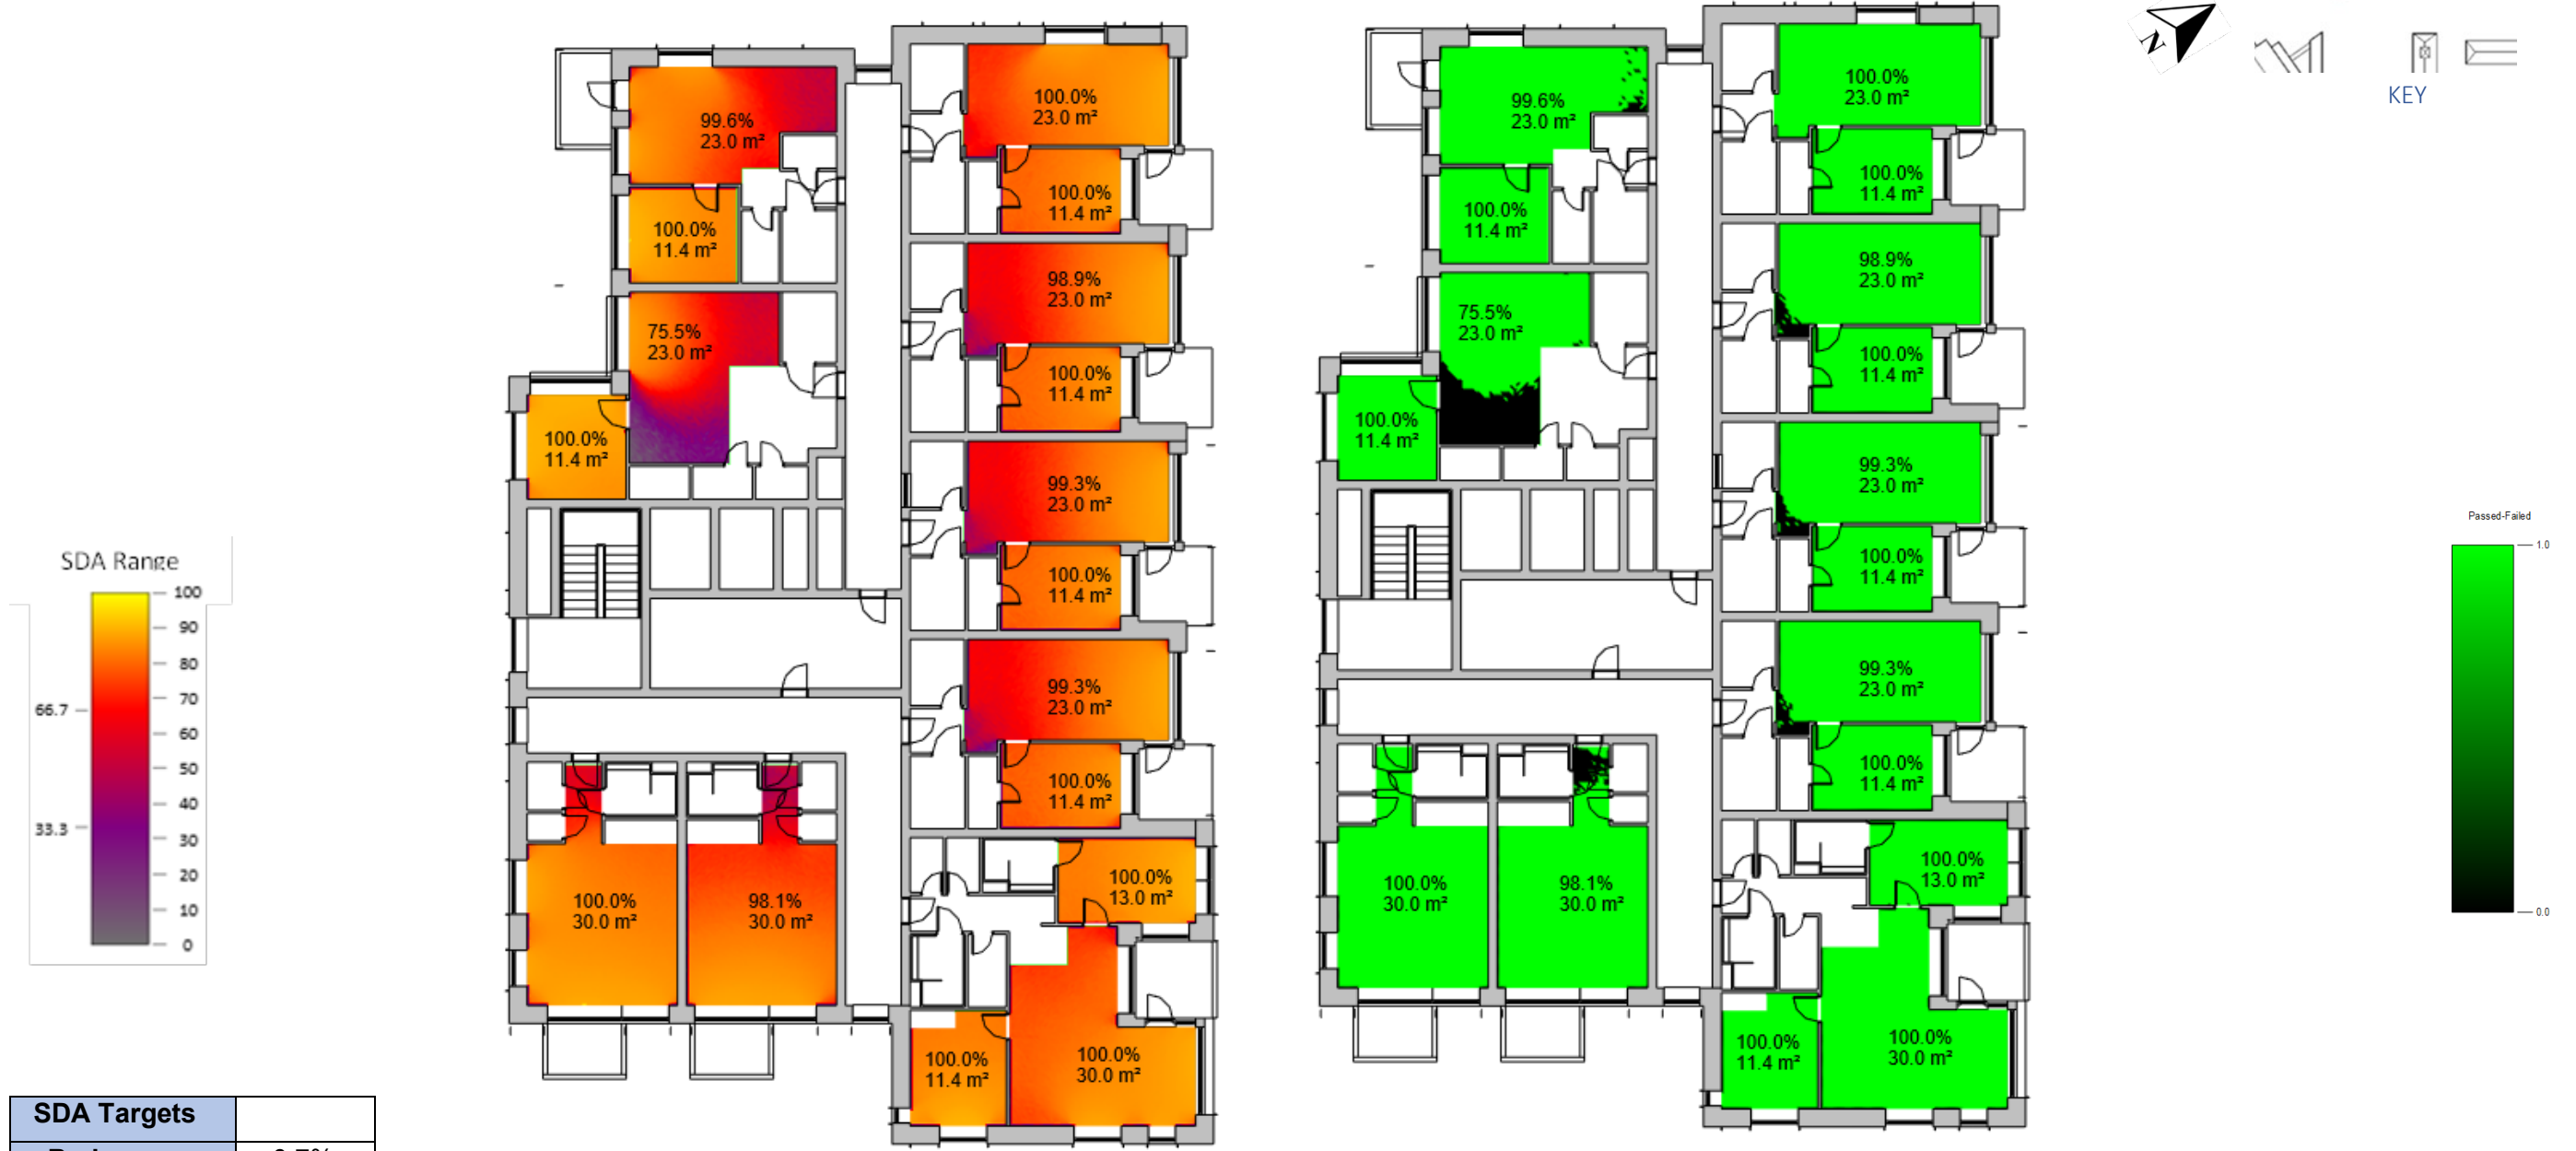 N
KEY
SDA Range
100
90
80
70
66.7
60
50
40
33.3
30
20
10
0
SDA Targets
99.6%
23.0 m²
100.0%
11.4 m²
75.5%
23.0 m²
100.0%
11.4 m²
100.0%
30.0 m²
98.1%
30.0 m²
100.0%
23.0 m²
100.0%
11.4 m²
98.9%
23.0 m²
100.0%
11.4 m²
99.3%
23.0 m²
100.0%
11.4 m²
99.3%
23.0 m²
100.0%
11.4 m²
100.0%
13.0 m²
100.0%
11.4 m²
100.0%
30.0 m²
99.6%
23.0 m²
100.0%
11.4 m²
75.5%
23.0 m²
100.0%
11.4 m²
100.0%
30.0 m²
98.1%
30.0 m²
100.0%
23.0 m²
100.0%
11.4 m²
98.9%
23.0 m²
100.0%
11.4 m²
99.3%
23.0 m²
100.0%
11.4 m²
99.3%
23.0 m²
100.0%
11.4 m²
100.0%
13.0 m²
100.0%
11.4 m²
100.0%
30.0 m²
Passed-Failed
1.0
0.0